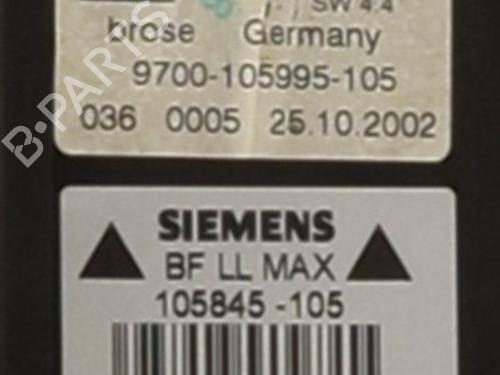 SW 4.4
brose Germany
9700-105995-105
036 0005 25.10.2002
B-PARTS
SIEMENS
BF LL MAX
105845-105